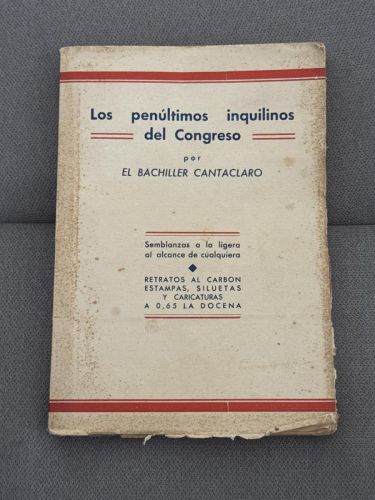 Los penúltimos inquilinos
del Congreso
por
EL BACHILLER CANTACLARO
Semblanzas a la ligera
al alcance de cualquiera
RETRATOS AL CARBON
ESTAMPAS, SILUETAS
Y CARICATURAS
A 0,65 LA DOCENA